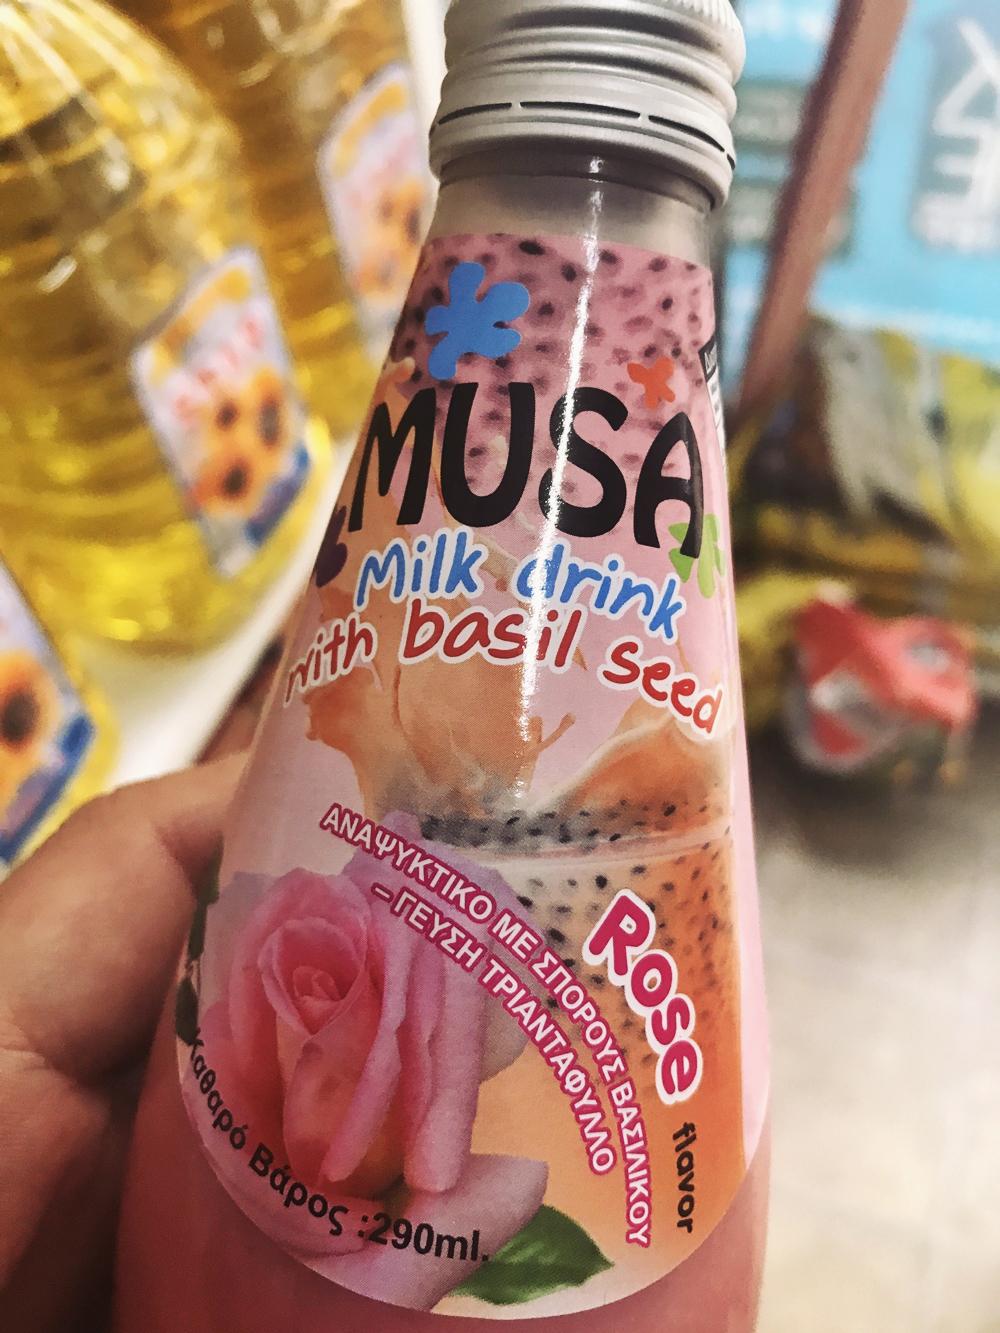 MUSA
Milk drink
with basil seed
ΑΝΑΨΥΚΤΙΚΟ ΜΕ ΣΠΟΡΟΥΣ ΒΑΣΙΛΙΚΟΥ
– ΓΕΥΣΗ ΤΡΙΑΝΤΑΦΥΛΛΟ
Rose
flavor
Καθαρό Βάρος :290ml.